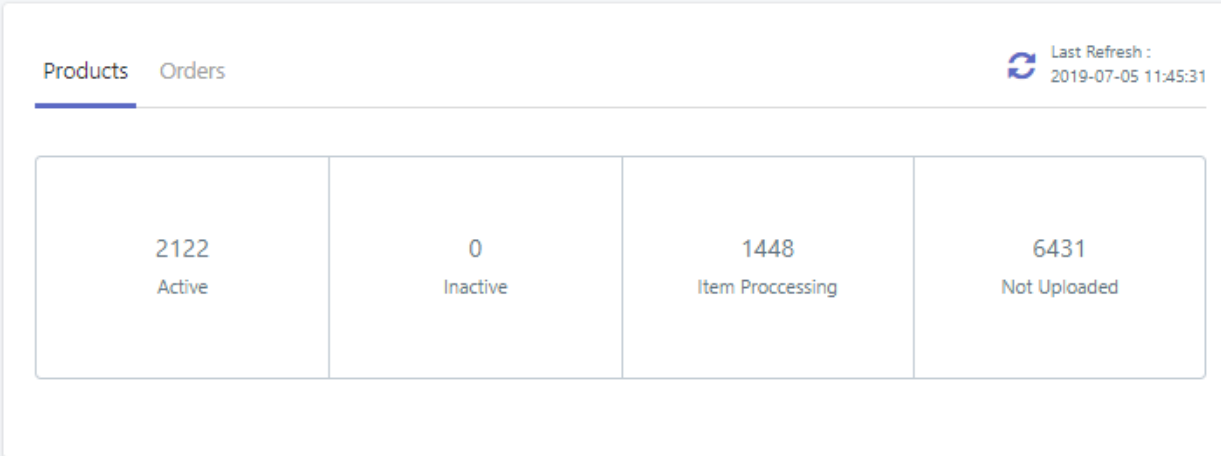 Products Orders
Last Refresh :
2019-07-05 11:45:31
2122
Active
0
Inactive
1448
Item Proccessing
6431
Not Uploaded